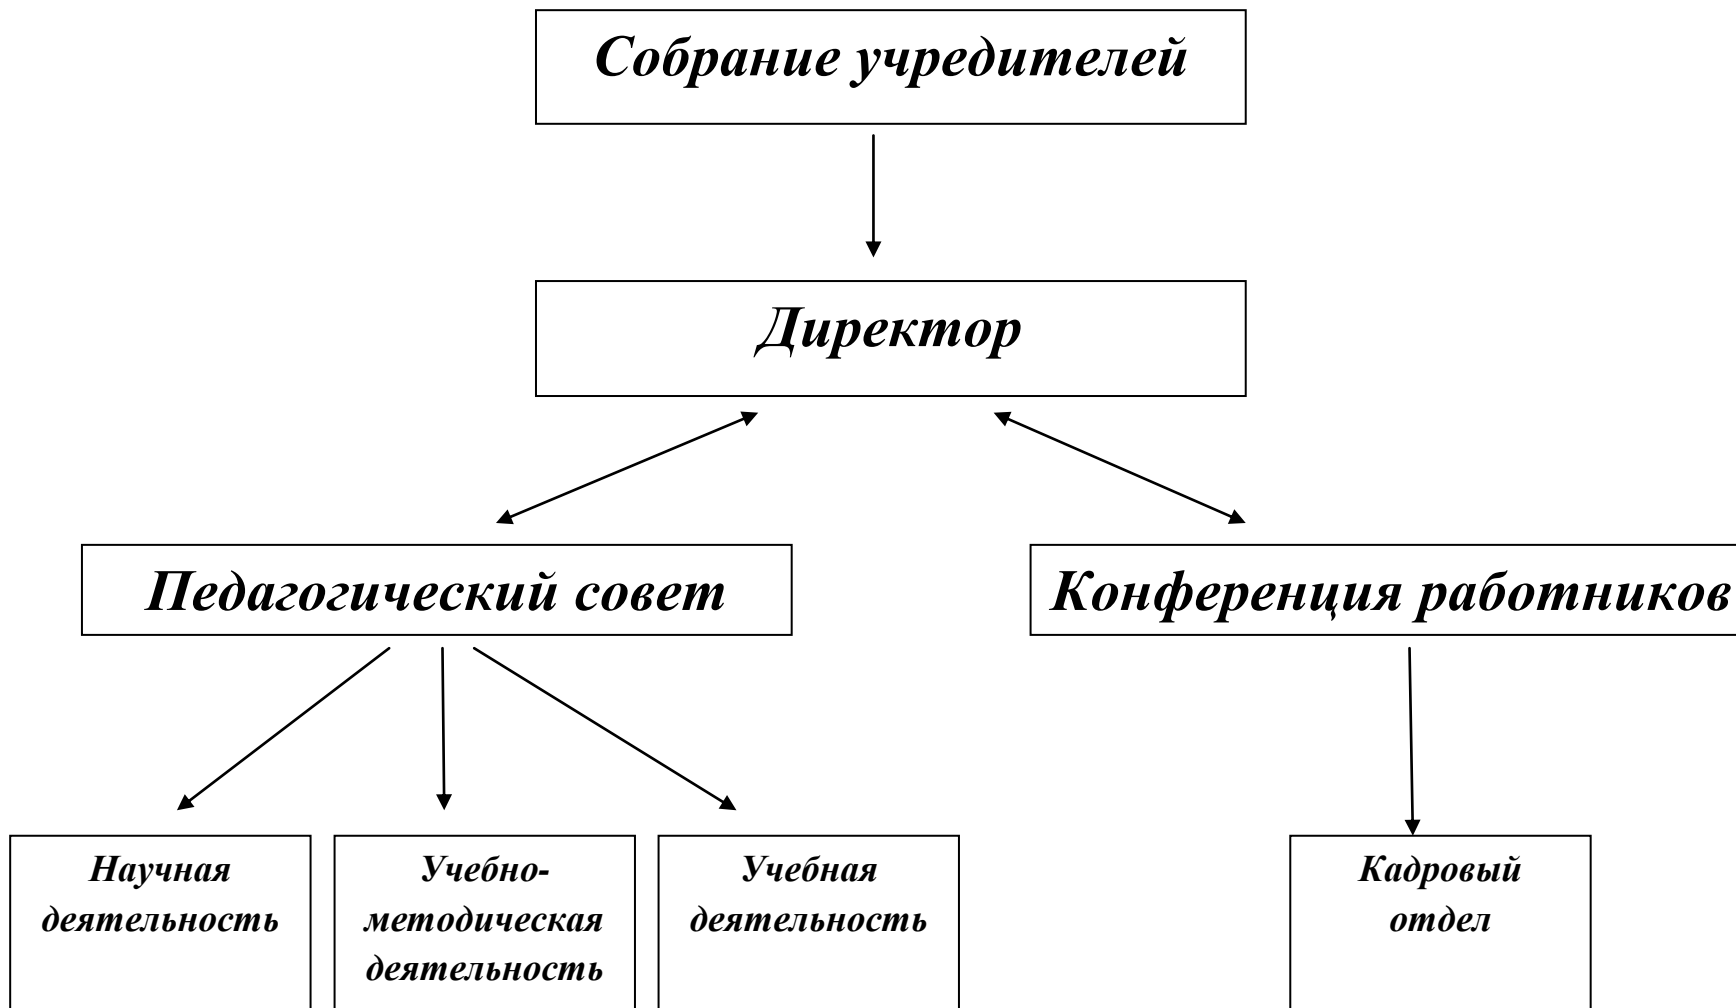 Собрание учредителей
Директор
Педагогический совет
Конференция работников
Научная
деятельность
Учебно-
методическая
деятельность
Учебная
деятельность
Кадровый
отдел